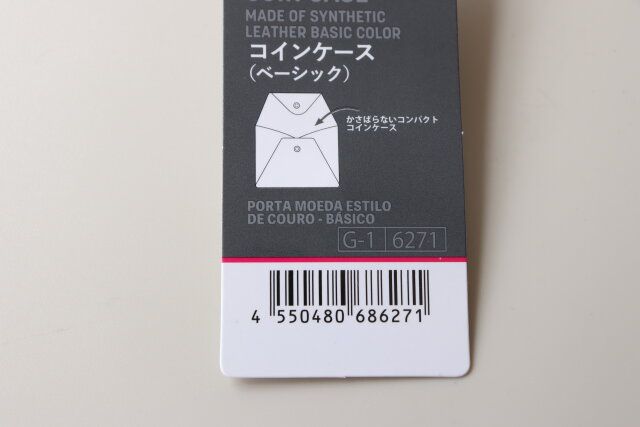 COIN CASE
MADE OF SYNTHETIC
LEATHER BASIC COLOR
コインケース
(ベーシック)
かさばらないコンパクト
コインケース
PORTA MOEDA ESTILO
DE COURO - BÁSICO
G-1 6271
4 550480 686271